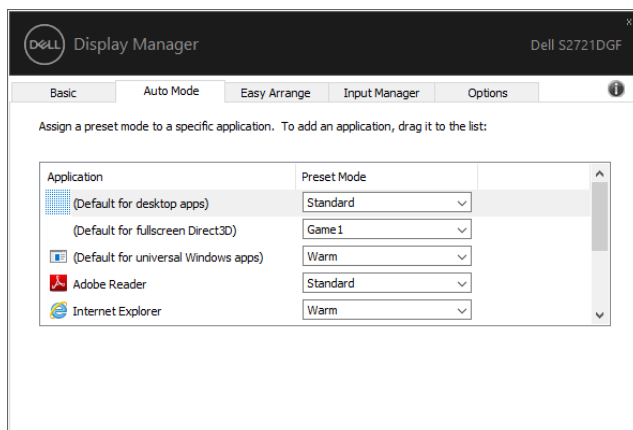 DELL Display Manager Dell S2721DGF
Basic Auto Mode Easy Arrange Input Manager Options
Assign a preset mode to a specific application. To add an application, drag it to the list:
Application Preset Mode
(Default for desktop apps) Standard
(Default for fullscreen Direct3D) Game1
(Default for universal Windows apps) Warm
Adobe Reader Standard
Internet Explorer Warm